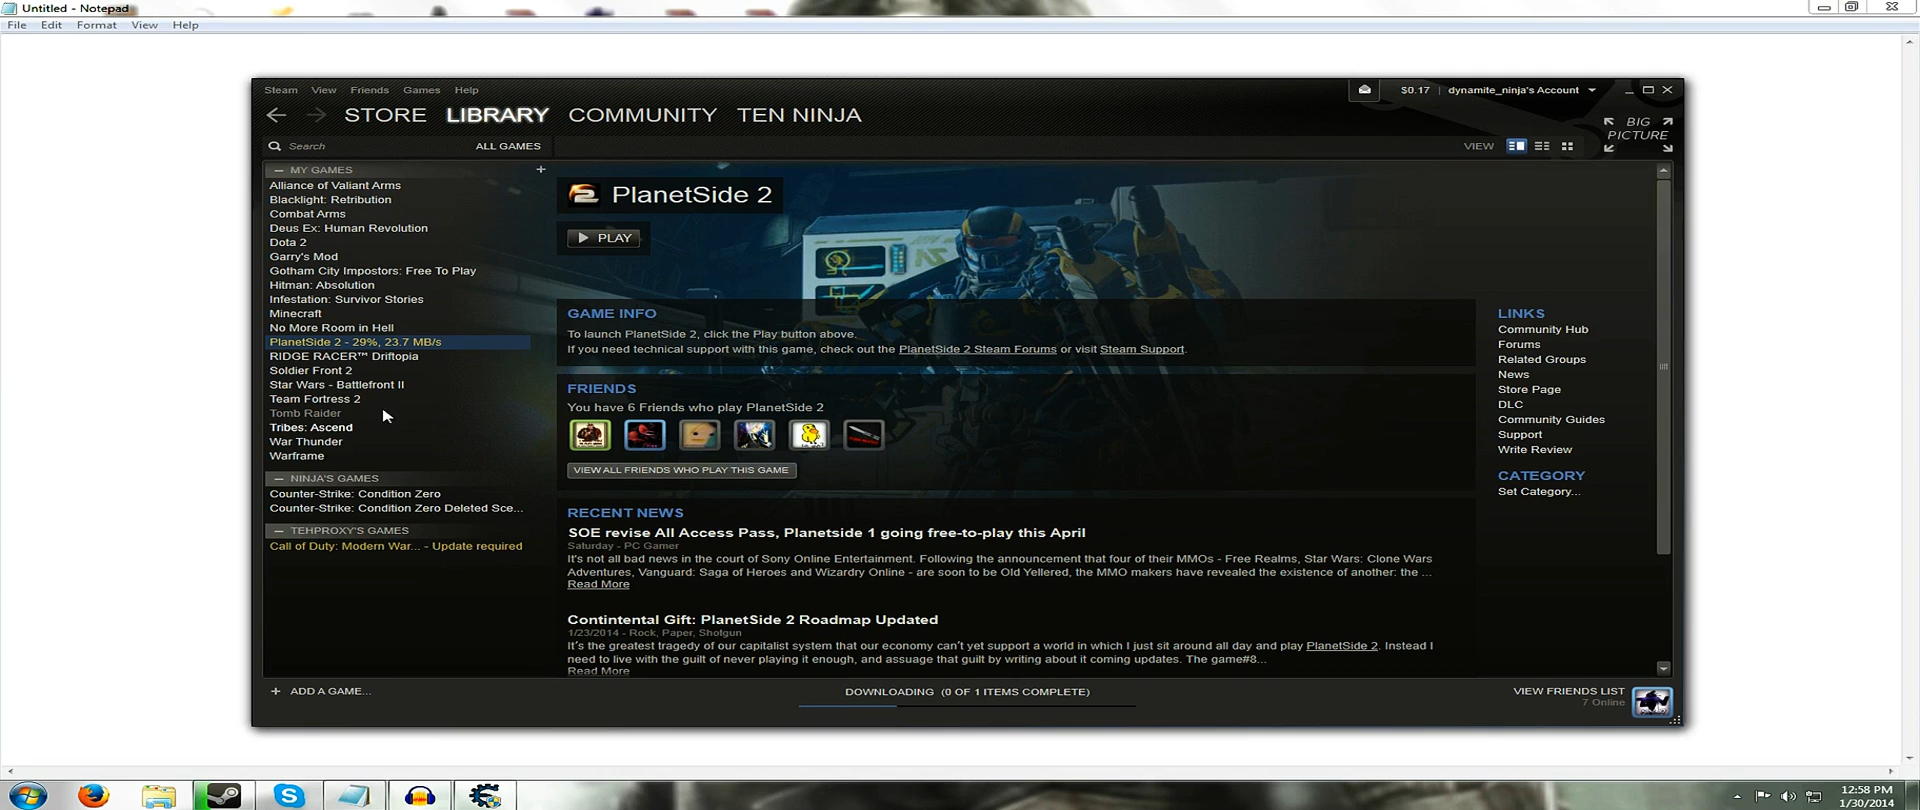 Untitled - Notepad
File Edit Format View Help
Steam View Friends Games Help
$0.17 dynamite_ninja's Account
STORE LIBRARY COMMUNITY TEN NINJA
BIG PICTURE
Search ALL GAMES
VIEW
MY GAMES
Alliance of Valiant Arms
Blacklight: Retribution
Combat Arms
Deus Ex: Human Revolution
Dota 2
Garry's Mod
Gotham City Impostors: Free To Play
Hitman: Absolution
Infestation: Survivor Stories
Minecraft
No More Room in Hell
PlanetSide 2 - 29%, 23.7 MB/s
RIDGE RACER™ Driftopia
Soldier Front 2
Star Wars - Battlefront II
Team Fortress 2
Tomb Raider
Tribes: Ascend
War Thunder
Warframe
NINJA'S GAMES
Counter-Strike: Condition Zero
Counter-Strike: Condition Zero Deleted Sce...
TEHPROXY'S GAMES
Call of Duty: Modern War... - Update required
PlanetSide 2
PLAY
GAME INFO
To launch PlanetSide 2, click the Play button above.
If you need technical support with this game, check out the PlanetSide 2 Steam Forums or visit Steam Support.
FRIENDS
You have 6 Friends who play PlanetSide 2
VIEW ALL FRIENDS WHO PLAY THIS GAME
RECENT NEWS
SOE revise All Access Pass, Planetside 1 going free-to-play this April
Saturday - PC Gamer
It's not all bad news in the court of Sony Online Entertainment. Following the announcement that four of their MMOs - Free Realms, Star Wars: Clone Wars
Adventures, Vanguard: Saga of Heroes and Wizardry Online - are soon to be Old Yellered, the MMO makers have revealed the existence of another: the ...
Read More
Contintental Gift: PlanetSide 2 Roadmap Updated
1/23/2014 - Rock, Paper, Shotgun
It's the greatest tragedy of our capitalist system that our economy can't yet support a world in which I just sit around all day and play PlanetSide 2. Instead I
need to live with the guilt of never playing it enough, and assuage that guilt by writing about it coming updates. The game#8...
Read More
LINKS
Community Hub
Forums
Related Groups
News
Store Page
DLC
Community Guides
Support
Write Review
CATEGORY
Set Category...
ADD A GAME...
DOWNLOADING (0 OF 1 ITEMS COMPLETE)
VIEW FRIENDS LIST
7 Online
12:58 PM
1/30/2014